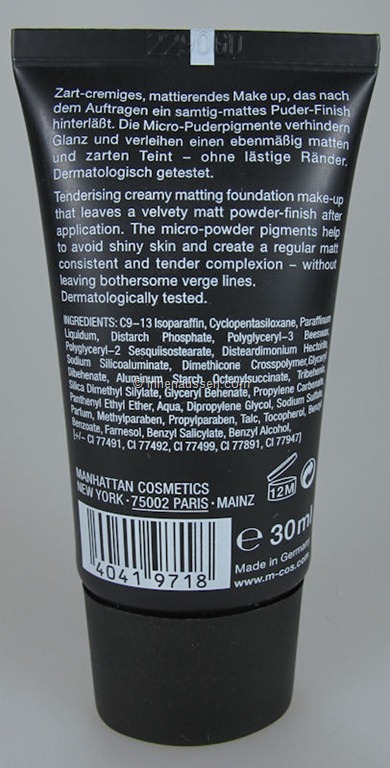 2290GD
Zart-cremiges, mattierendes Make up, das nach
dem Auftragen ein samtig-mattes Puder-Finish
hinterläßt. Die Micro-Puderpigmente verhindern
Glanz und verleihen einen ebenmäßig matten
und zarten Teint – ohne lästige Ränder.
Dermatologisch getestet.
Tenderising creamy matting foundation make-up
that leaves a velvety matt powder-finish after
application. The micro-powder pigments help
to avoid shiny skin and create a regular matt
consistent and tender complexion – without
leaving bothersome verge lines.
Dermatologically tested.
INGREDIENTS: C9–13 Isoparaffin, Cyclopentasiloxane, Paraffinum
Liquidum, Distarch Phosphate, Polyglyceryl-3 Beeswax,
Polyglyceryl-2 Sesquiisostearate, Disteardimonium Hectorite,
Sodium Silicoaluminate, Dimethicone Crosspolymer, Glyceryl
Dibehenate, Aluminum Starch Octenylsuccinate, Tribehenin,
Silica Dimethyl Silylate, Glyceryl Behenate, Propylene Carbonate,
Panthenyl Ethyl Ether, Aqua, Dipropylene Glycol, Sodium Sulfate,
Parfum, Methylparaben, Propylparaben, Talc, Tocopherol, Benzyl
Benzoate, Farnesol, Benzyl Salicylate, Benzyl Alcohol,
[+/– CI 77491, CI 77492, CI 77499, CI 77891, CI 77947]
© innenaussen.com
MANHATTAN COSMETICS
NEW YORK · 75002 PARIS · MAINZ
12M
4041 9718
e 30ml
Made in Germany
www.m-cos.com